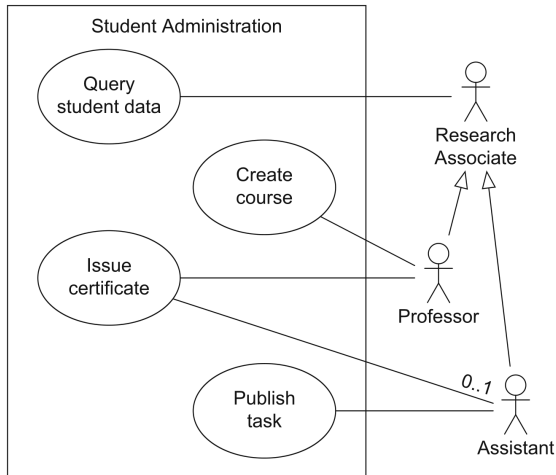 Student Administration
Query
student data
Research
Associate
Create
course
Issue
certificate
Professor
0..1
Publish
task
Assistant